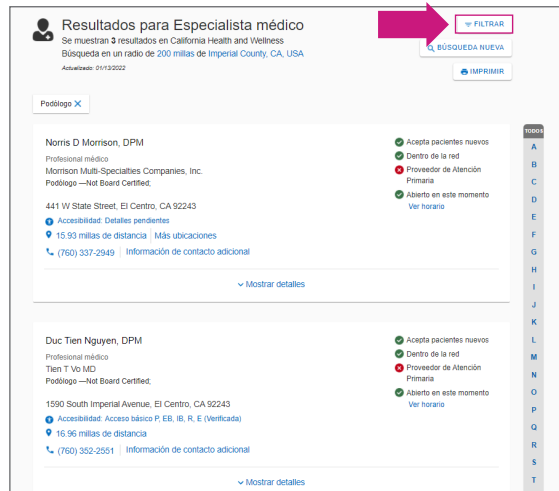 Resultados para Especialista médico
Se muestran 3 resultados en California Health and Wellness
Búsqueda en un radio de 200 millas de Imperial County, CA, USA
Actualizado: 01/13/2022
FILTRAR
BÚSQUEDA NUEVA
IMPRIMIR
Podólogo X
Norris D Morrison, DPM
Profesional médico
Morrison Multi-Specialties Companies, Inc.
Podólogo —Not Board Certified;
441 W State Street, El Centro, CA 92243
Accesibilidad: Detalles pendientes
15.93 millas de distancia | Más ubicaciones
(760) 337-2949 | Información de contacto adicional
Acepta pacientes nuevos
Dentro de la red
Proveedor de Atención
Primaria
Abierto en este momento
Ver horario
Mostrar detalles
Duc Tien Nguyen, DPM
Profesional médico
Tien T Vo MD
Podólogo —Not Board Certified;
1590 South Imperial Avenue, El Centro, CA 92243
Accesibilidad: Acceso básico P, EB, IB, R, E (Verificada)
16.96 millas de distancia
(760) 352-2551 | Información de contacto adicional
Acepta pacientes nuevos
Dentro de la red
Proveedor de Atención
Primaria
Abierto en este momento
Ver horario
Mostrar detalles
TODOS
A
B
C
D
E
F
G
H
I
J
K
L
M
N
O
P
Q
R
S
T